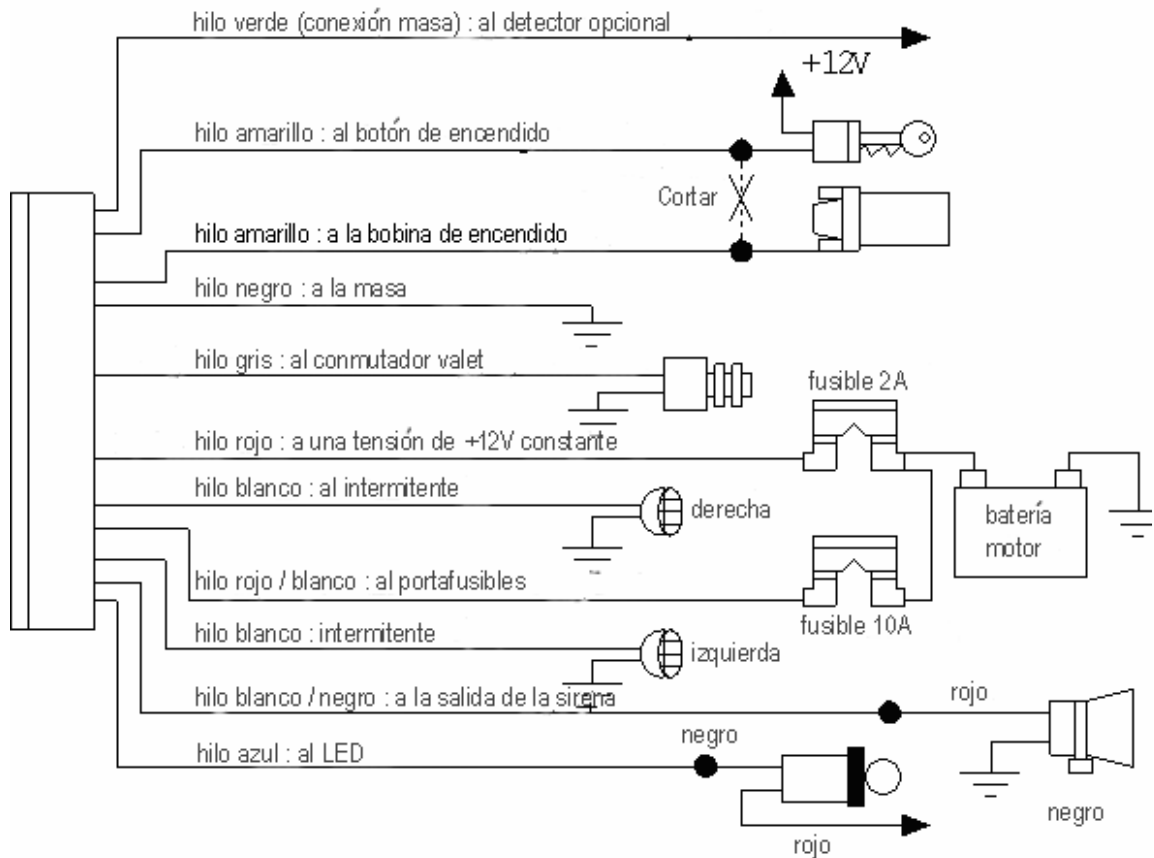 hilo verde (conexión masa) : al detector opcional
+12V
hilo amarillo : al botón de encendido
Cortar
hilo amarillo : a la bobina de encendido
hilo negro : a la masa
hilo gris : al conmutador valet
fusible 2A
hilo rojo : a una tensión de +12V constante
hilo blanco : al intermitente
derecha
batería
motor
hilo rojo / blanco : al portafusibles
fusible 10A
hilo blanco : intermitente
izquierda
hilo blanco / negro : a la salida de la sirena
rojo
negro
hilo azul : al LED
negro
rojo